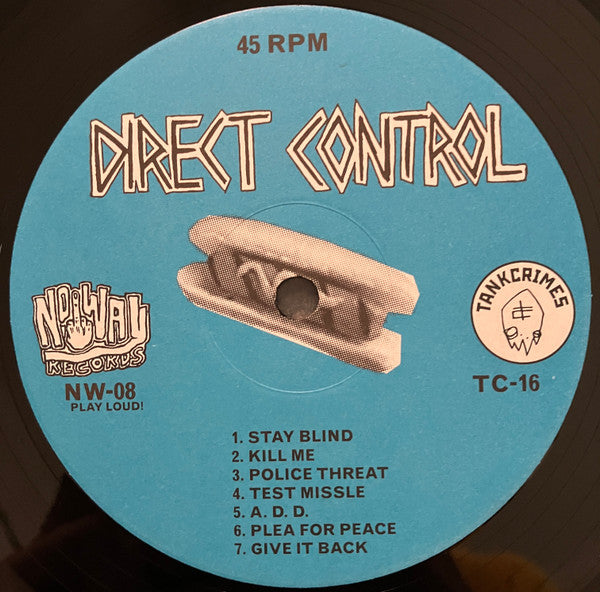 45 RPM
DIRECT CONTROL
NO WAY
RECORDS
NW-08
PLAY LOUD!
TANKCRIMES
TC-16
1. STAY BLIND
2. KILL ME
3. POLICE THREAT
4. TEST MISSLE
5. A. D. D.
6. PLEA FOR PEACE
7. GIVE IT BACK